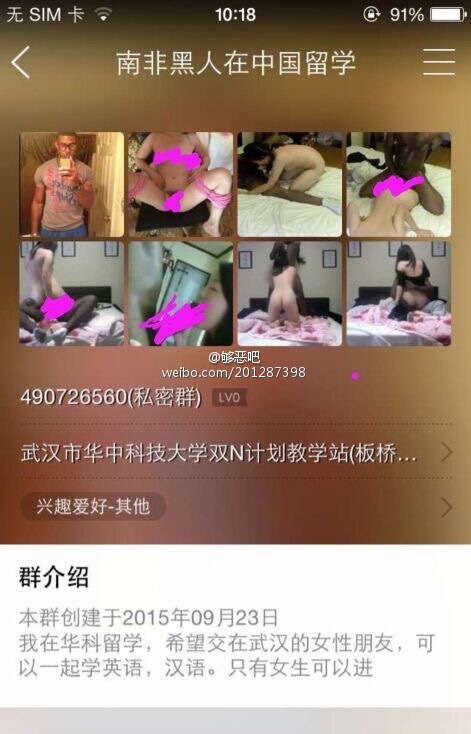 无 SIM 卡
10:18
91%
南非黑人在中国留学
@够恶吧
weibo.com/201287398
490726560(私密群) LV0
武汉市华中科技大学双N计划教学站(板桥...
兴趣爱好-其他
群介绍
本群创建于2015年09月23日
我在华科留学，希望交在武汉的女性朋友，可
以一起学英语，汉语。只有女生可以进